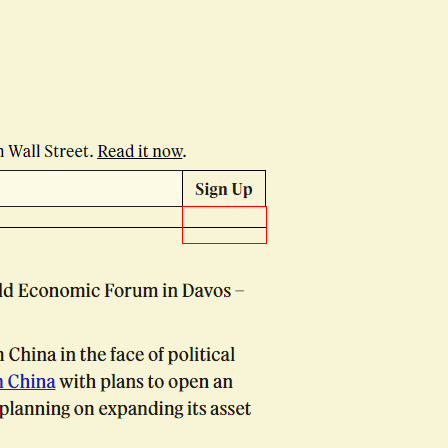 Wall Street. Read it now.
Sign Up
Economic Forum in Davos –
China in the face of political
China with plans to open an
planning on expanding its asset